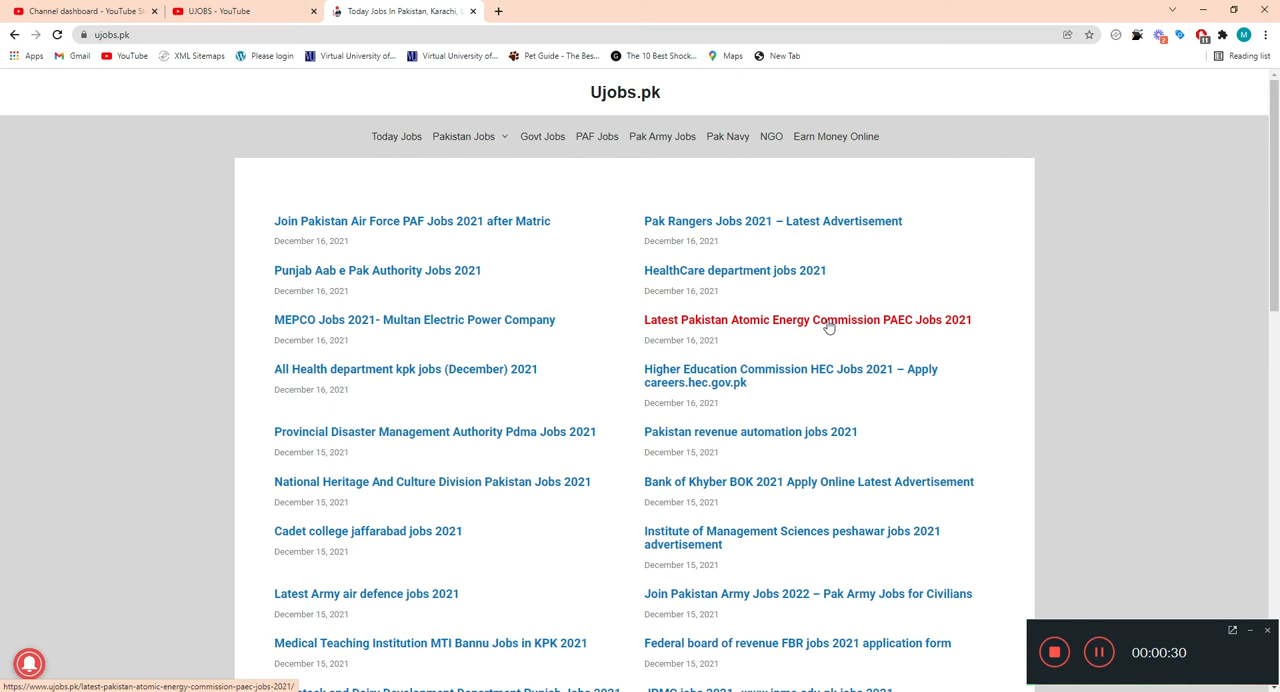 Channel dashboard - YouTube St
UJOBS - YouTube
Today Jobs In Pakistan, Karachi, L
ujobs.pk
Apps
Gmail
YouTube
XML Sitemaps
Please login
Virtual University of...
Virtual University of...
Pet Guide - The Bes...
The 10 Best Shock...
Maps
New Tab
Reading list
2
11
M
Ujobs.pk
Today Jobs Pakistan Jobs Govt Jobs PAF Jobs Pak Army Jobs Pak Navy NGO Earn Money Online
Join Pakistan Air Force PAF Jobs 2021 after Matric
December 16, 2021
Pak Rangers Jobs 2021 – Latest Advertisement
December 16, 2021
Punjab Aab e Pak Authority Jobs 2021
December 16, 2021
HealthCare department jobs 2021
December 16, 2021
MEPCO Jobs 2021- Multan Electric Power Company
December 16, 2021
Latest Pakistan Atomic Energy Commission PAEC Jobs 2021
December 16, 2021
All Health department kpk jobs (December) 2021
December 16, 2021
Higher Education Commission HEC Jobs 2021 – Apply
careers.hec.gov.pk
December 16, 2021
Provincial Disaster Management Authority Pdma Jobs 2021
December 15, 2021
Pakistan revenue automation jobs 2021
December 15, 2021
National Heritage And Culture Division Pakistan Jobs 2021
December 15, 2021
Bank of Khyber BOK 2021 Apply Online Latest Advertisement
December 15, 2021
Cadet college jaffarabad jobs 2021
December 15, 2021
Institute of Management Sciences peshawar jobs 2021
advertisement
December 15, 2021
Latest Army air defence jobs 2021
December 15, 2021
Join Pakistan Army Jobs 2022 – Pak Army Jobs for Civilians
December 15, 2021
Medical Teaching Institution MTI Bannu Jobs in KPK 2021
December 15, 2021
Federal board of revenue FBR jobs 2021 application form
December 15, 2021
and Dairy Development Department Punjab Jobs 2021
jobs 2021
00:00:30
https://www.ujobs.pk/latest-pakistan-atomic-energy-commission-paec-jobs-2021/